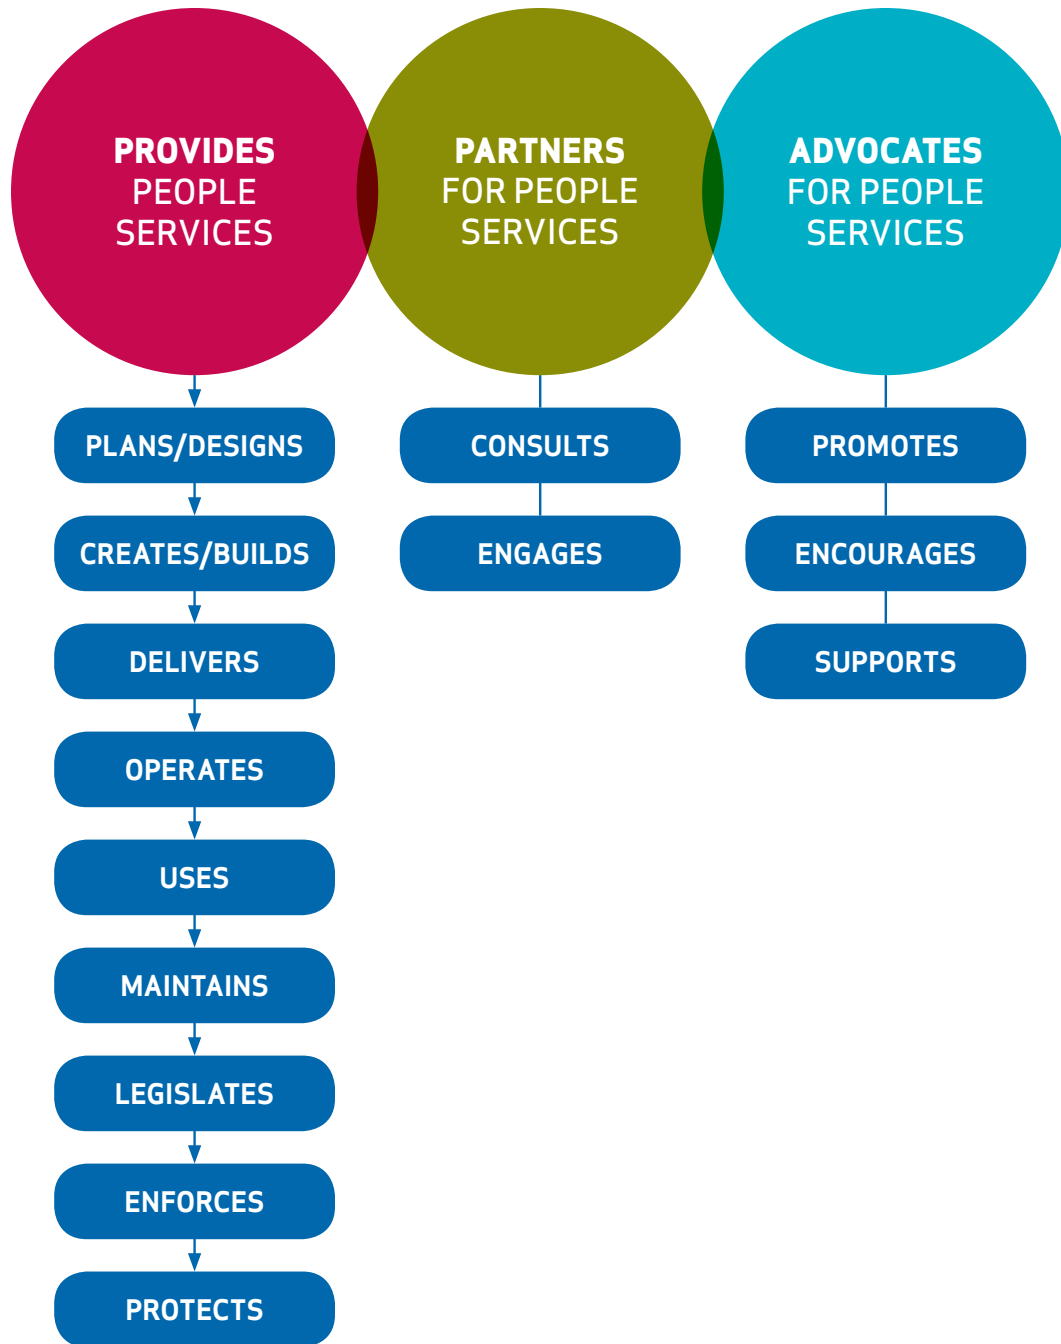 PROVIDES
PEOPLE
SERVICES
PARTNERS
FOR PEOPLE
SERVICES
ADVOCATES
FOR PEOPLE
SERVICES
PLANS/DESIGNS
CREATES/BUILDS
DELIVERS
OPERATES
USES
MAINTAINS
LEGISLATES
ENFORCES
PROTECTS
CONSULTS
ENGAGES
PROMOTES
ENCOURAGES
SUPPORTS